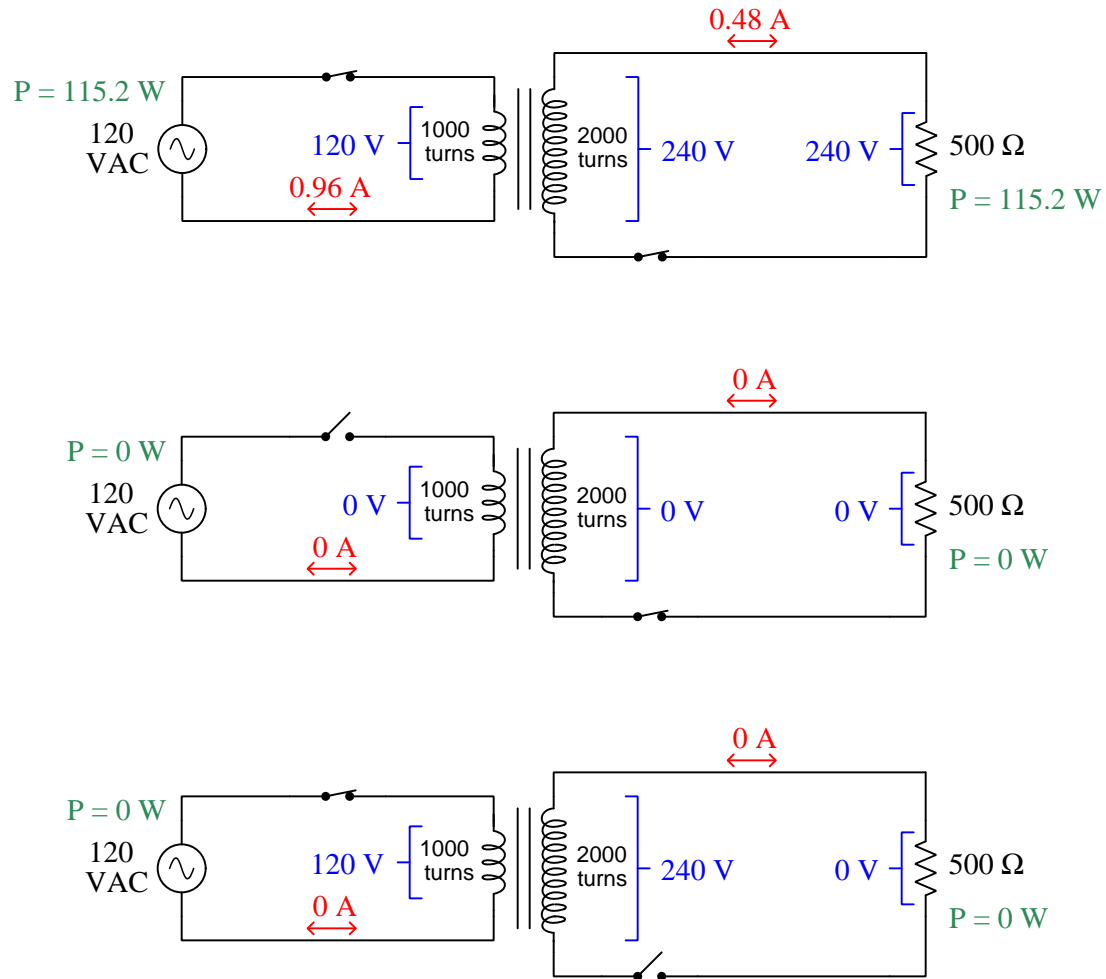 0.48 A
P = 115.2 W
120
VAC
120 V
1000
turns
2000
turns
240 V
240 V
500 Ω
0.96 A
P = 115.2 W
0 A
P = 0 W
120
VAC
0 V
1000
turns
2000
turns
0 V
0 V
500 Ω
0 A
P = 0 W
0 A
P = 0 W
120
VAC
120 V
1000
turns
2000
turns
240 V
0 V
500 Ω
0 A
P = 0 W